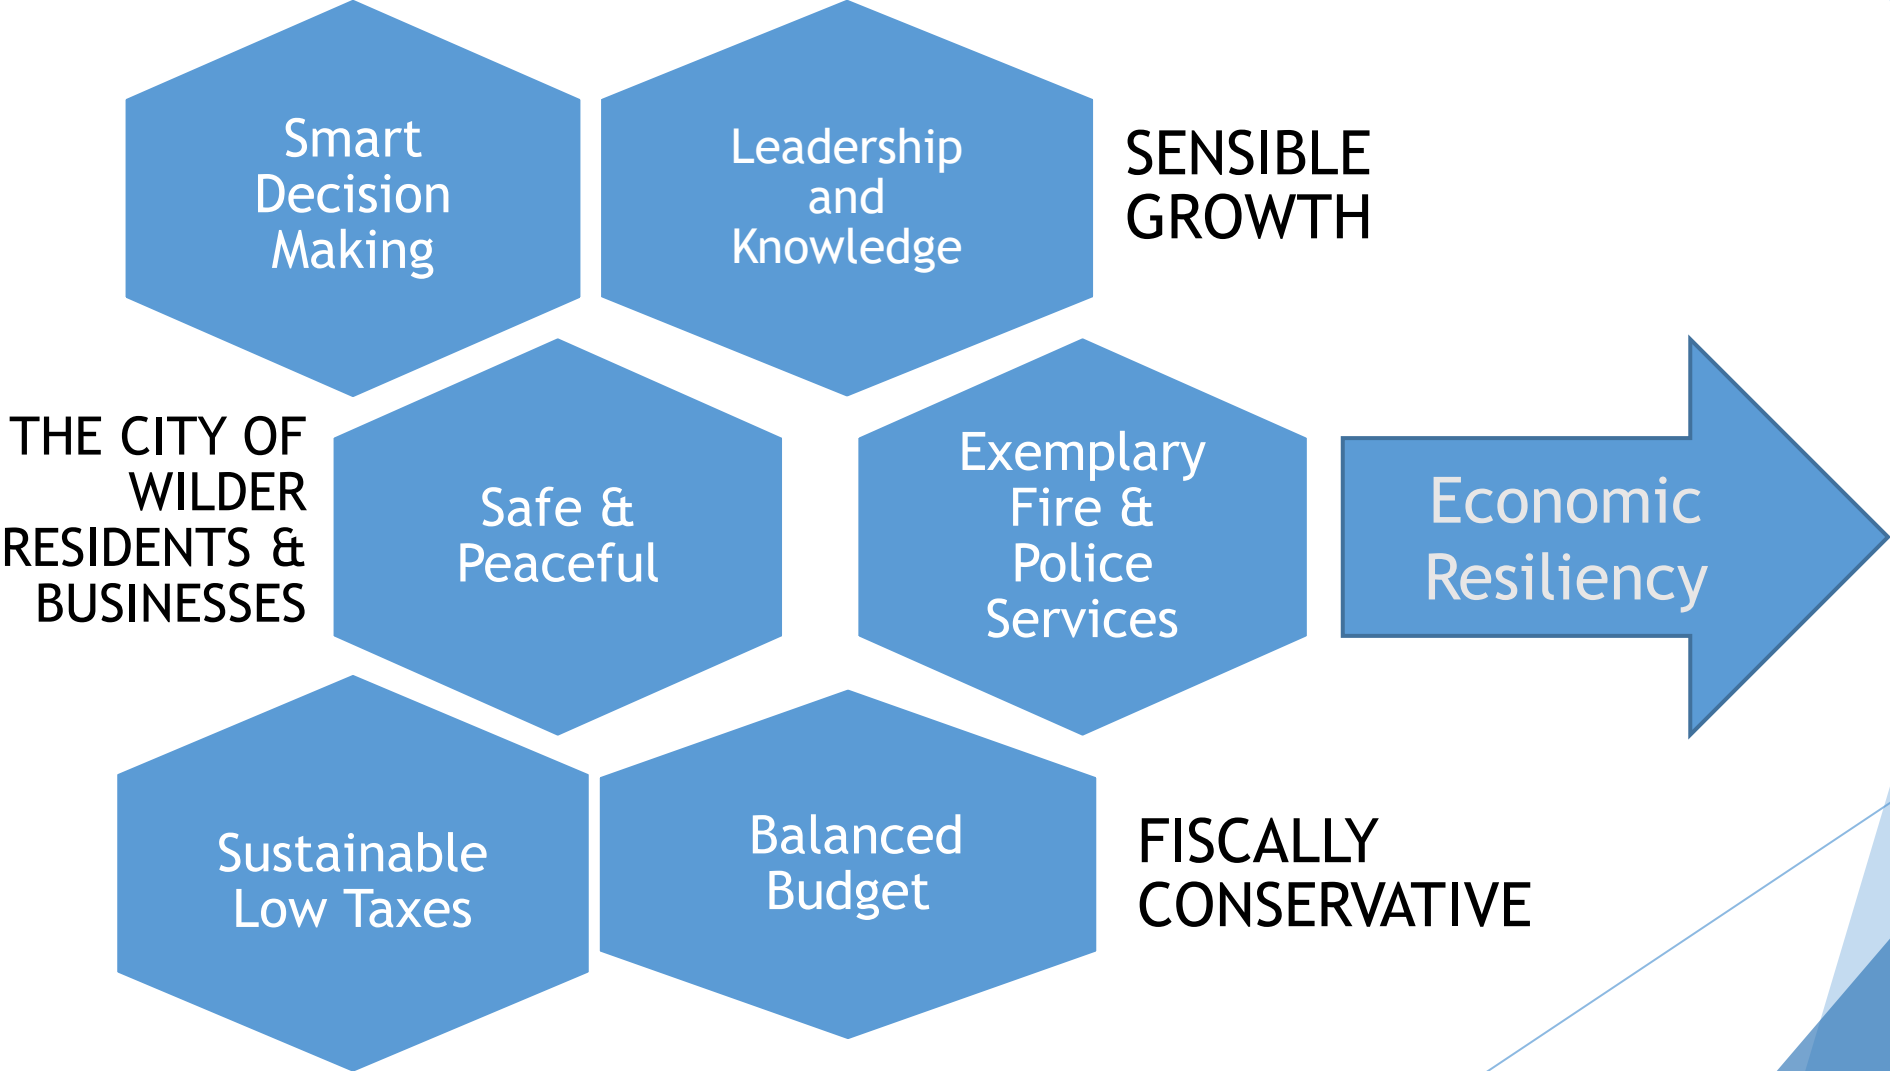 Smart
Decision
Making
Leadership
and
Knowledge
SENSIBLE
GROWTH
THE CITY OF
WILDER
RESIDENTS &
BUSINESSES
Safe &
Peaceful
Exemplary
Fire &
Police
Services
Economic
Resiliency
Sustainable
Low Taxes
Balanced
Budget
FISCALLY
CONSERVATIVE